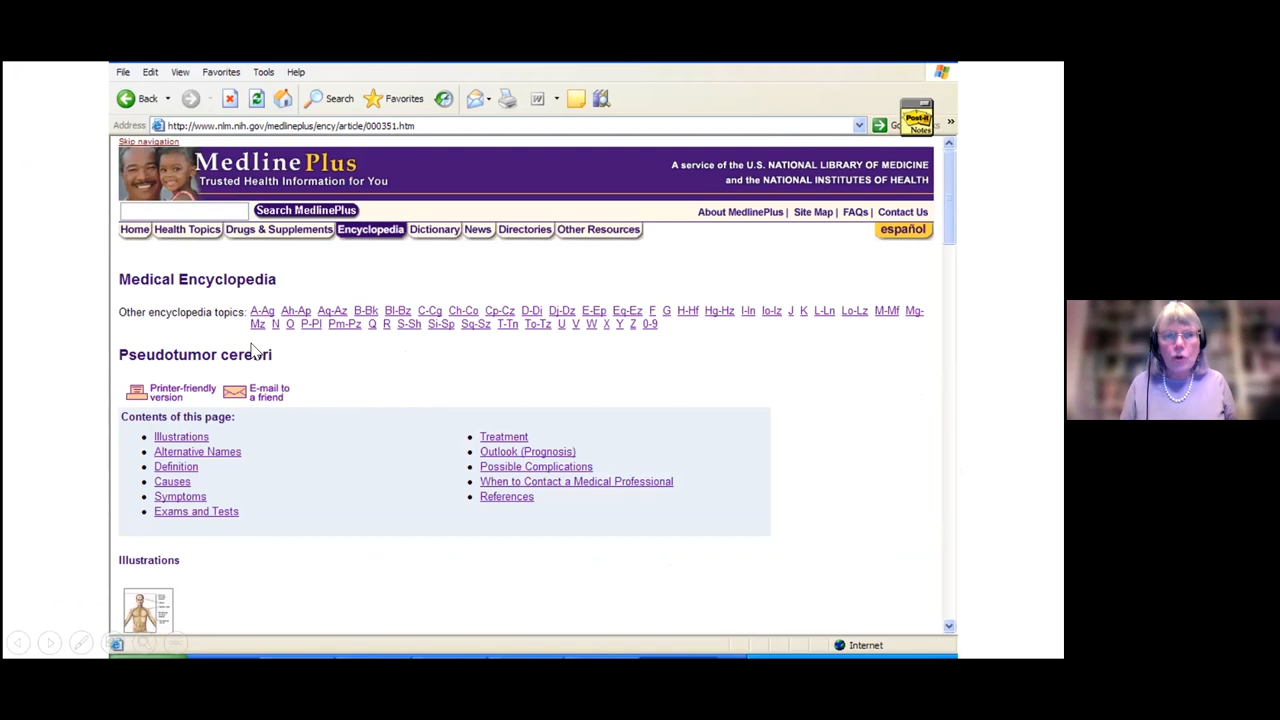 File Edit View Favorites Tools Help
Back Search Favorites
Address http://www.nlm.nih.gov/medlineplus/ency/article/000351.htm
Post-it
Notes
Skip navigation
MedlinePlus
Trusted Health Information for You
A service of the U.S. NATIONAL LIBRARY OF MEDICINE
and the NATIONAL INSTITUTES OF HEALTH
Search MedlinePlus
About MedlinePlus | Site Map | FAQs | Contact Us
Home Health Topics Drugs & Supplements Encyclopedia Dictionary News Directories Other Resources español
Medical Encyclopedia
Other encyclopedia topics: A-Ag Ah-Ap Aq-Az B-Bk Bl-Bz C-Cg Ch-Co Cp-Cz D-Di Dj-Dz E-Ep Eq-Ez F G H-Hf Hg-Hz I-In Io-Iz J K L-Ln Lo-Lz M-Mf Mg-
Mz N O P-Pl Pm-Pz Q R S-Sh Si-Sp Sq-Sz T-Tn To-Tz U V W X Y Z 0-9
Pseudotumor cerebri
Printer-friendly
version
E-mail to
a friend
Contents of this page:
Illustrations
Alternative Names
Definition
Causes
Symptoms
Exams and Tests
Treatment
Outlook (Prognosis)
Possible Complications
When to Contact a Medical Professional
References
Illustrations
Internet